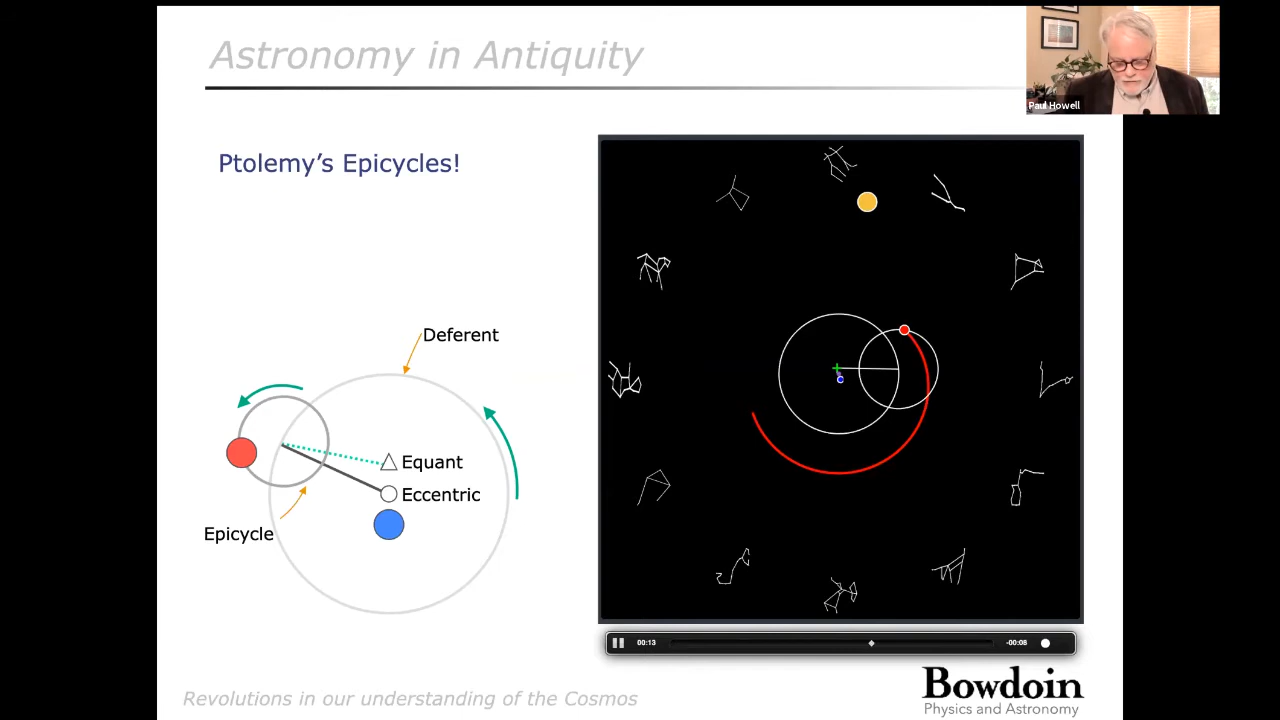 Astronomy in Antiquity
Paul Howell
Ptolemy's Epicycles!
Deferent
Equant
Eccentric
Epicycle
00:13
-00:08
Revolutions in our understanding of the Cosmos
Bowdoin
Physics and Astronomy